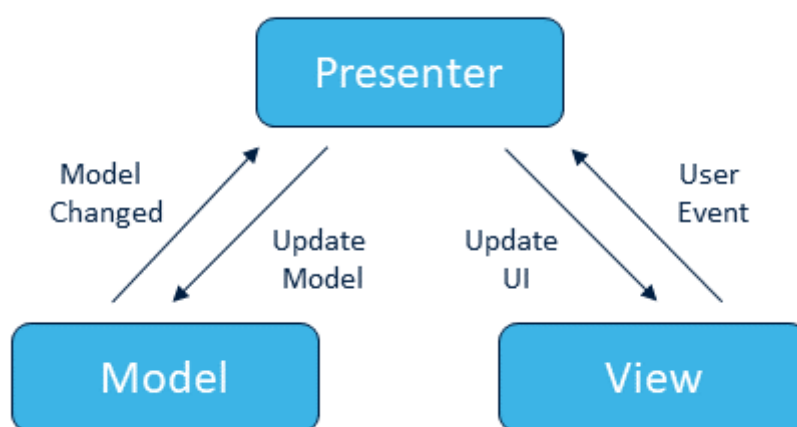 Presenter
Model
Changed
User
Event
Update
Model
Update
UI
Model
View